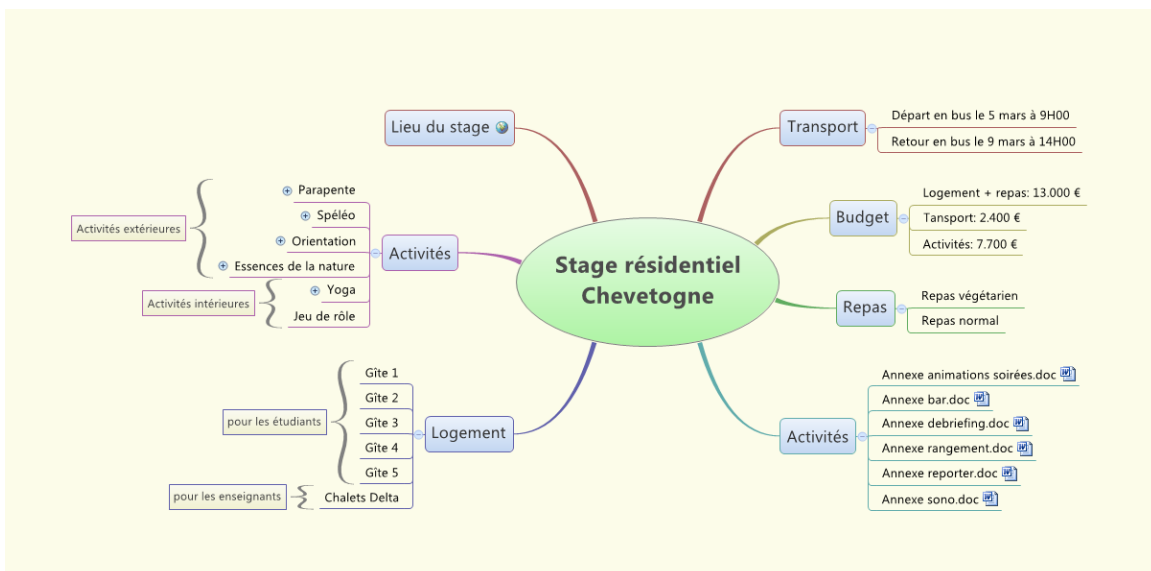 Stage résidentiel
Chevetogne
Lieu du stage
Activités
Parapente
Spéléo
Orientation
Essences de la nature
Yoga
Jeu de rôle
Activités extérieures
Activités intérieures
Logement
Gîte 1
Gîte 2
Gîte 3
Gîte 4
Gîte 5
Chalets Delta
pour les étudiants
pour les enseignants
Transport
Départ en bus le 5 mars à 9H00
Retour en bus le 9 mars à 14H00
Budget
Logement + repas: 13.000 €
Tansport: 2.400 €
Activités: 7.700 €
Repas
Repas végétarien
Repas normal
Activités
Annexe animations soirées.doc
Annexe bar.doc
Annexe debriefing.doc
Annexe rangement.doc
Annexe reporter.doc
Annexe sono.doc